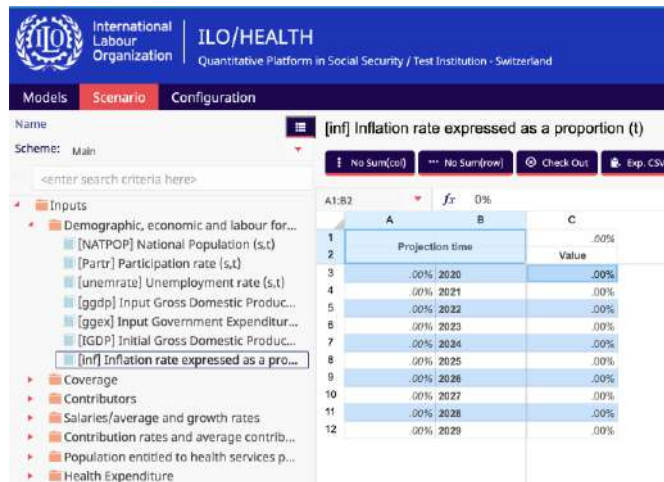 International
Labour
Organization
ILO/HEALTH
Quantitative Platform in Social Security / Test Institution - Switzerland
Models Scenario Configuration
Name
Scheme: Main
<enter search criteria here>
Inputs
Demographic, economic and labour for...
[NATPOP] National Population (s,t)
[Partr] Participation rate (s,t)
[unemrate] Unemployment rate (s,t)
[ggdp] Input Gross Domestic Produc...
[ggex] Input Government Expenditur...
[IGDP] Initial Gross Domestic Produc...
[inf] Inflation rate expressed as a pro...
Coverage
Contributors
Salaries/average and growth rates
Contribution rates and average contrib...
Population entitled to health services p...
Health Expenditure
[inf] Inflation rate expressed as a proportion (t)
No Sum(col) No Sum(row) Check Out Exp. CSV
A1:B2 fx 0%
A B C
1 Projection time .00%
2 Value
3 .00% 2020 .00%
4 .00% 2021 .00%
5 .00% 2022 .00%
6 .00% 2023 .00%
7 .00% 2024 .00%
8 .00% 2025 .00%
9 .00% 2026 .00%
10 .00% 2027 .00%
11 .00% 2028 .00%
12 .00% 2029 .00%